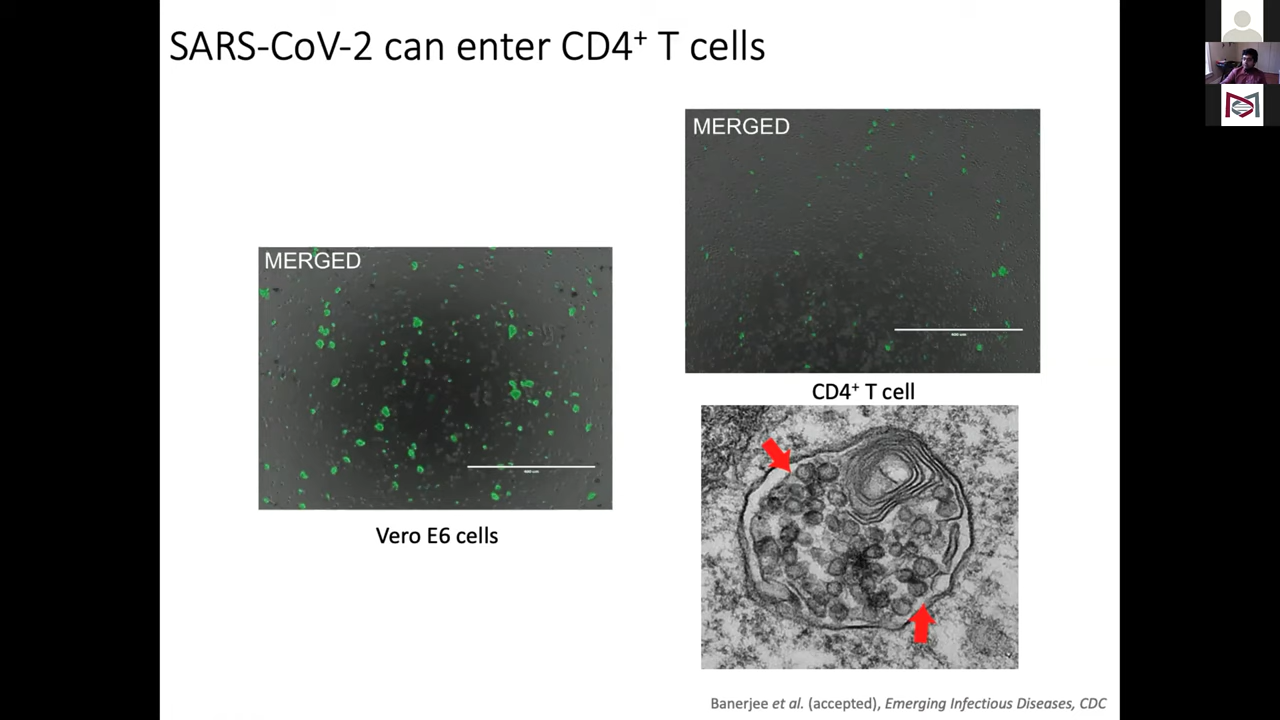 SARS-CoV-2 can enter CD4⁺ T cells
MERGED
MERGED
CD4⁺ T cell
Vero E6 cells
Banerjee et al. (accepted), Emerging Infectious Diseases, CDC